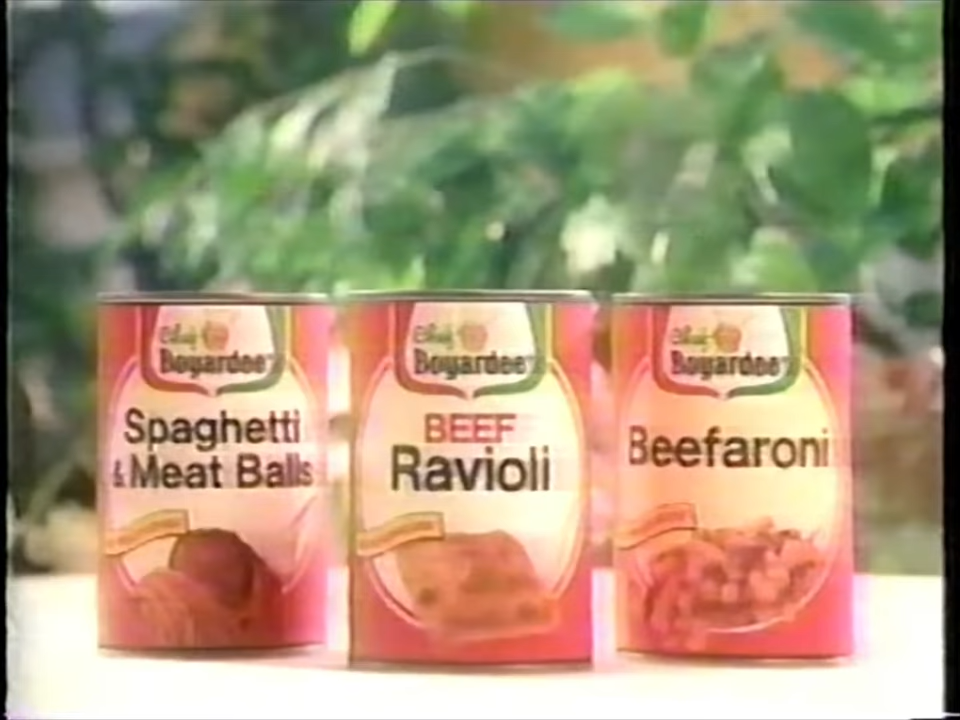 Chef
Boyardee
Spaghetti
& Meat Balls
Chef
Boyardee
BEEF
Ravioli
Chef
Boyardee
Beefaroni